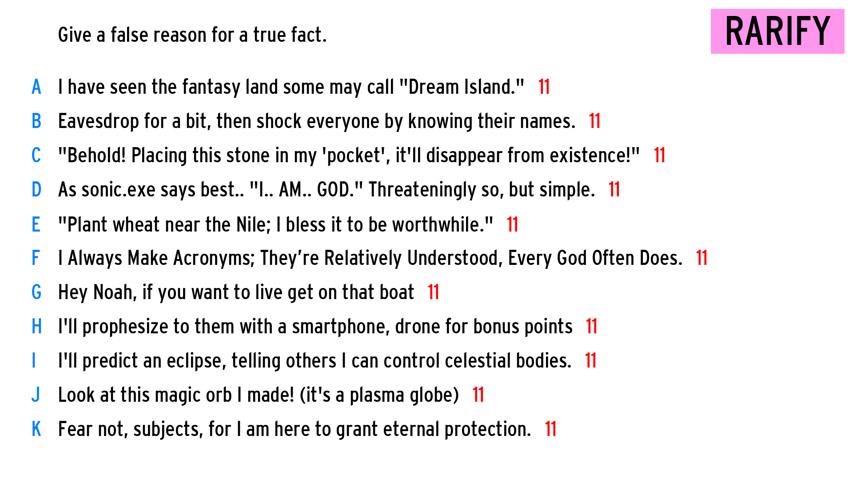 Give a false reason for a true fact.
RARIFY
A I have seen the fantasy land some may call "Dream Island." 11
B Eavesdrop for a bit, then shock everyone by knowing their names. 11
C "Behold! Placing this stone in my 'pocket', it'll disappear from existence!" 11
D As sonic.exe says best.. "I.. AM.. GOD." Threateningly so, but simple. 11
E "Plant wheat near the Nile; I bless it to be worthwhile." 11
F I Always Make Acronyms; They’re Relatively Understood, Every God Often Does. 11
G Hey Noah, if you want to live get on that boat 11
H I'll prophesize to them with a smartphone, drone for bonus points 11
I I'll predict an eclipse, telling others I can control celestial bodies. 11
J Look at this magic orb I made! (it's a plasma globe) 11
K Fear not, subjects, for I am here to grant eternal protection. 11